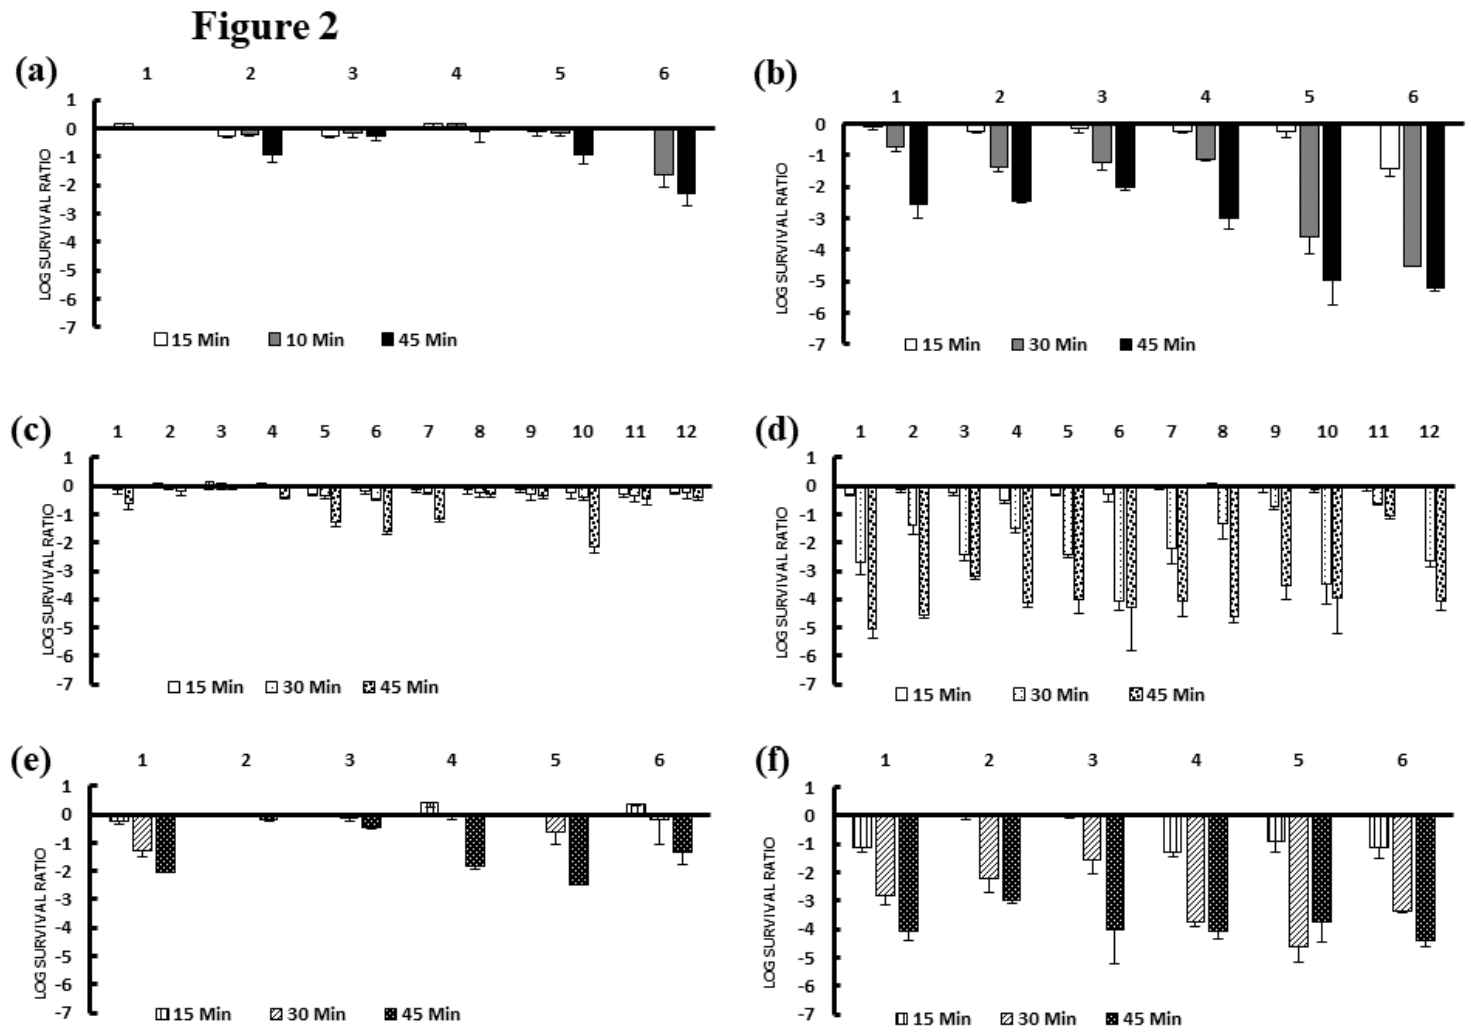 Figure 2
(a)
1 2 3 4 5 6
1
0
-1
-2
-3
-4
-5
-6
-7
LOG SURVIVAL RATIO
15 Min 10 Min 45 Min
(b)
1 2 3 4 5 6
0
-1
-2
-3
-4
-5
-6
-7
LOG SURVIVAL RATIO
15 Min 30 Min 45 Min
(c)
1 2 3 4 5 6 7 8 9 10 11 12
1
0
-1
-2
-3
-4
-5
-6
-7
LOG SURVIVAL RATIO
15 Min 30 Min 45 Min
(d)
1 2 3 4 5 6 7 8 9 10 11 12
1
0
-1
-2
-3
-4
-5
-6
-7
LOG SURVIVAL RATIO
15 Min 30 Min 45 Min
(e)
1 2 3 4 5 6
1
0
-1
-2
-3
-4
-5
-6
-7
LOG SURVIVAL RATIO
15 Min 30 Min 45 Min
(f)
1 2 3 4 5 6
1
0
-1
-2
-3
-4
-5
-6
-7
LOG SURVIVAL RATIO
15 Min 30 Min 45 Min